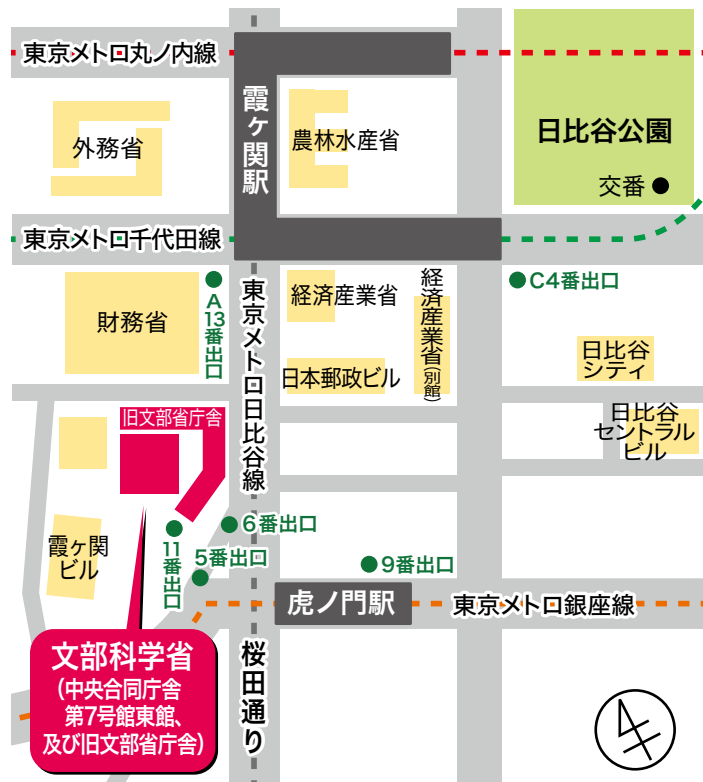 東京メトロ丸ノ内線
霞ヶ関駅
外務省
農林水産省
日比谷公園
交番
東京メトロ千代田線
財務省
A13番出口
東京メトロ日比谷線
経済産業省
経済産業省(別館)
C4番出口
日本郵政ビル
日比谷
シティ
日比谷
セントラル
ビル
旧文部省庁舎
霞ヶ関
ビル
11番出口
6番出口
5番出口
9番出口
虎ノ門駅
東京メトロ銀座線
桜田通り
文部科学省
(中央合同庁舎
第7号館東館、
及び旧文部省庁舎)